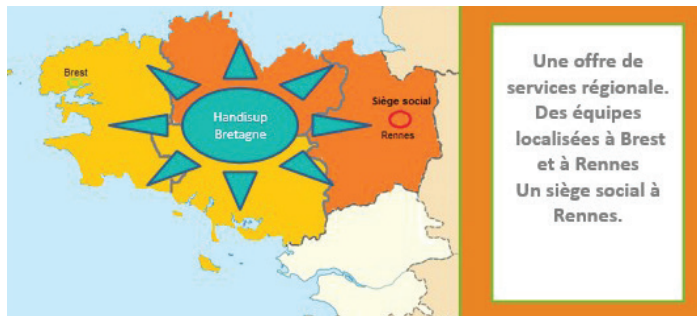 Brest
Handisup
Bretagne
Siège social
Rennes
Une offre de
services régionale.
Des équipes
localisées à Brest
et à Rennes
Un siège social à
Rennes.